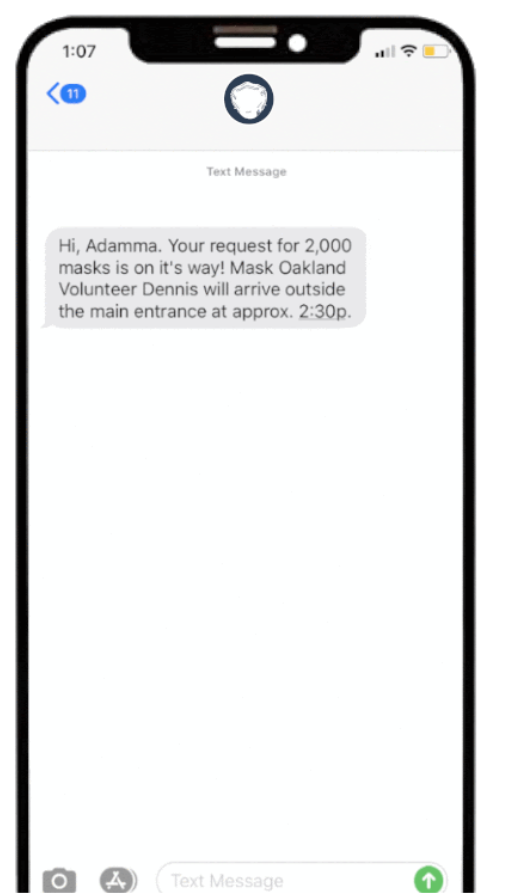 1:07
11
Text Message
Hi, Adamma. Your request for 2,000
masks is on it's way! Mask Oakland
Volunteer Dennis will arrive outside
the main entrance at approx. 2:30p.
Text Message